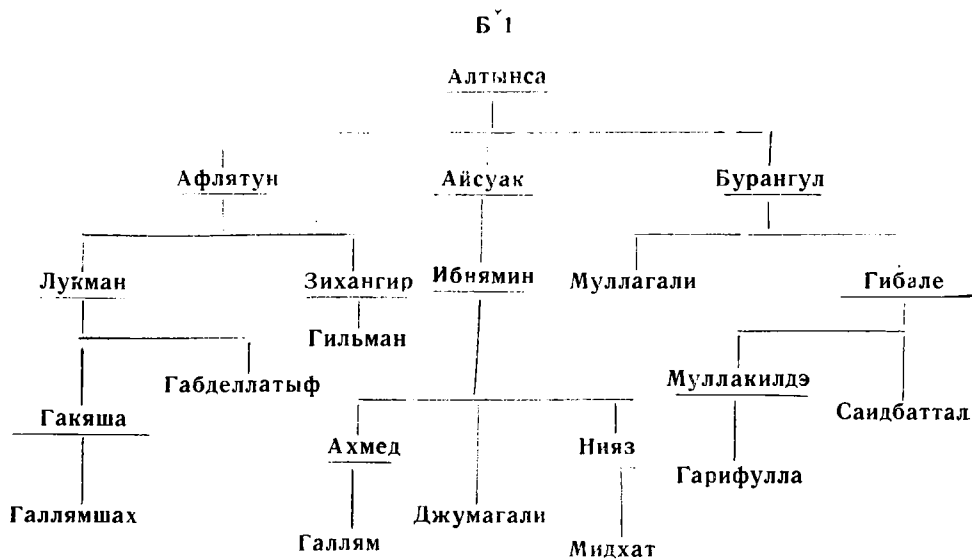 Б 1
Алтынса
Афлятун Айсуак Бурангул
Лукман Зихангир Ибнямин Муллагали Гибале
Гильман
Габделлатыф Муллакилдэ
Гакяша Саидбаттал
Ахмед Нияз
Гарифулла
Галлямшах Джумагали
Галлям Мидхат